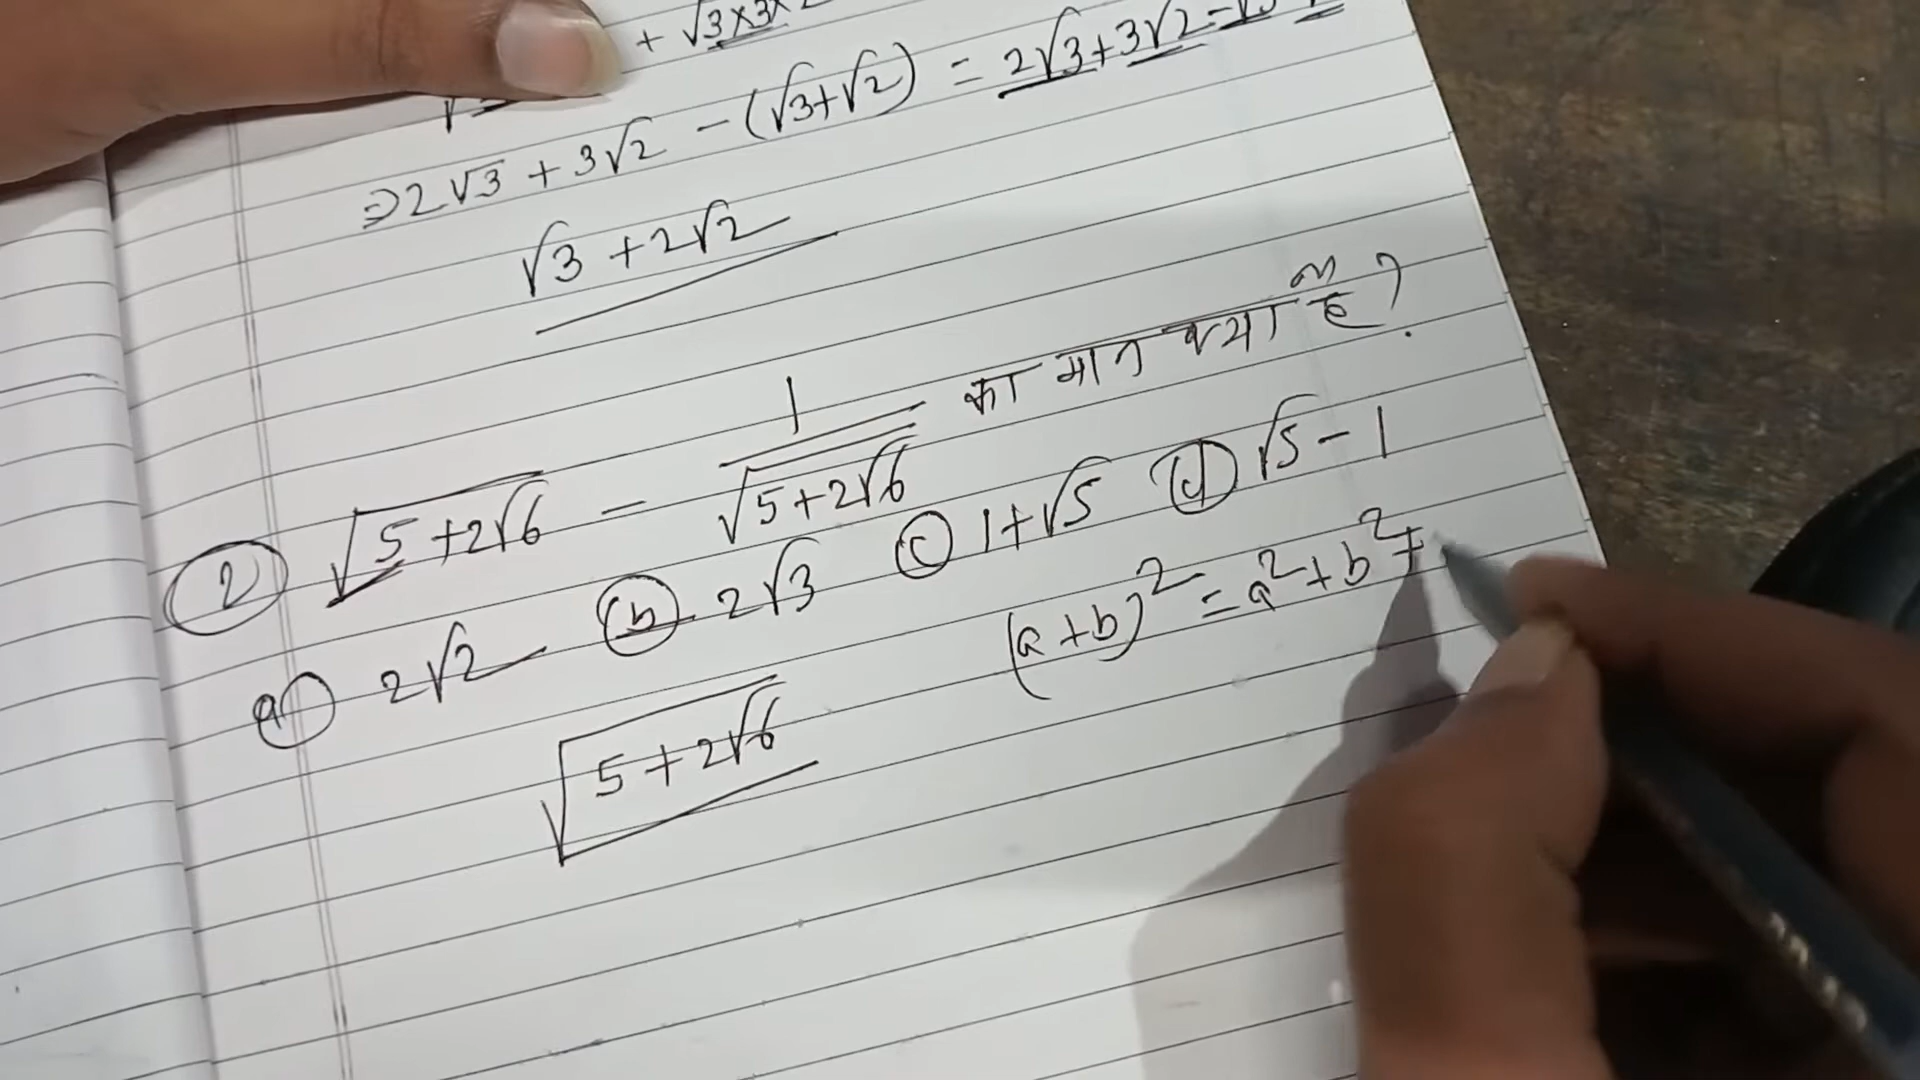 + √3×3×
⇒ 2√3 + 3√2 - (√3+√2) = 2√3+3√2-√3
√3 + 2√2
② √5+2√6 - 1/√5+2√6 का मान क्या है ?
ⓐ 2√2 ⓑ 2√3 ⓒ 1+√5 ⓓ √5-1
√5+2√6 (a+b)² = a²+b²+